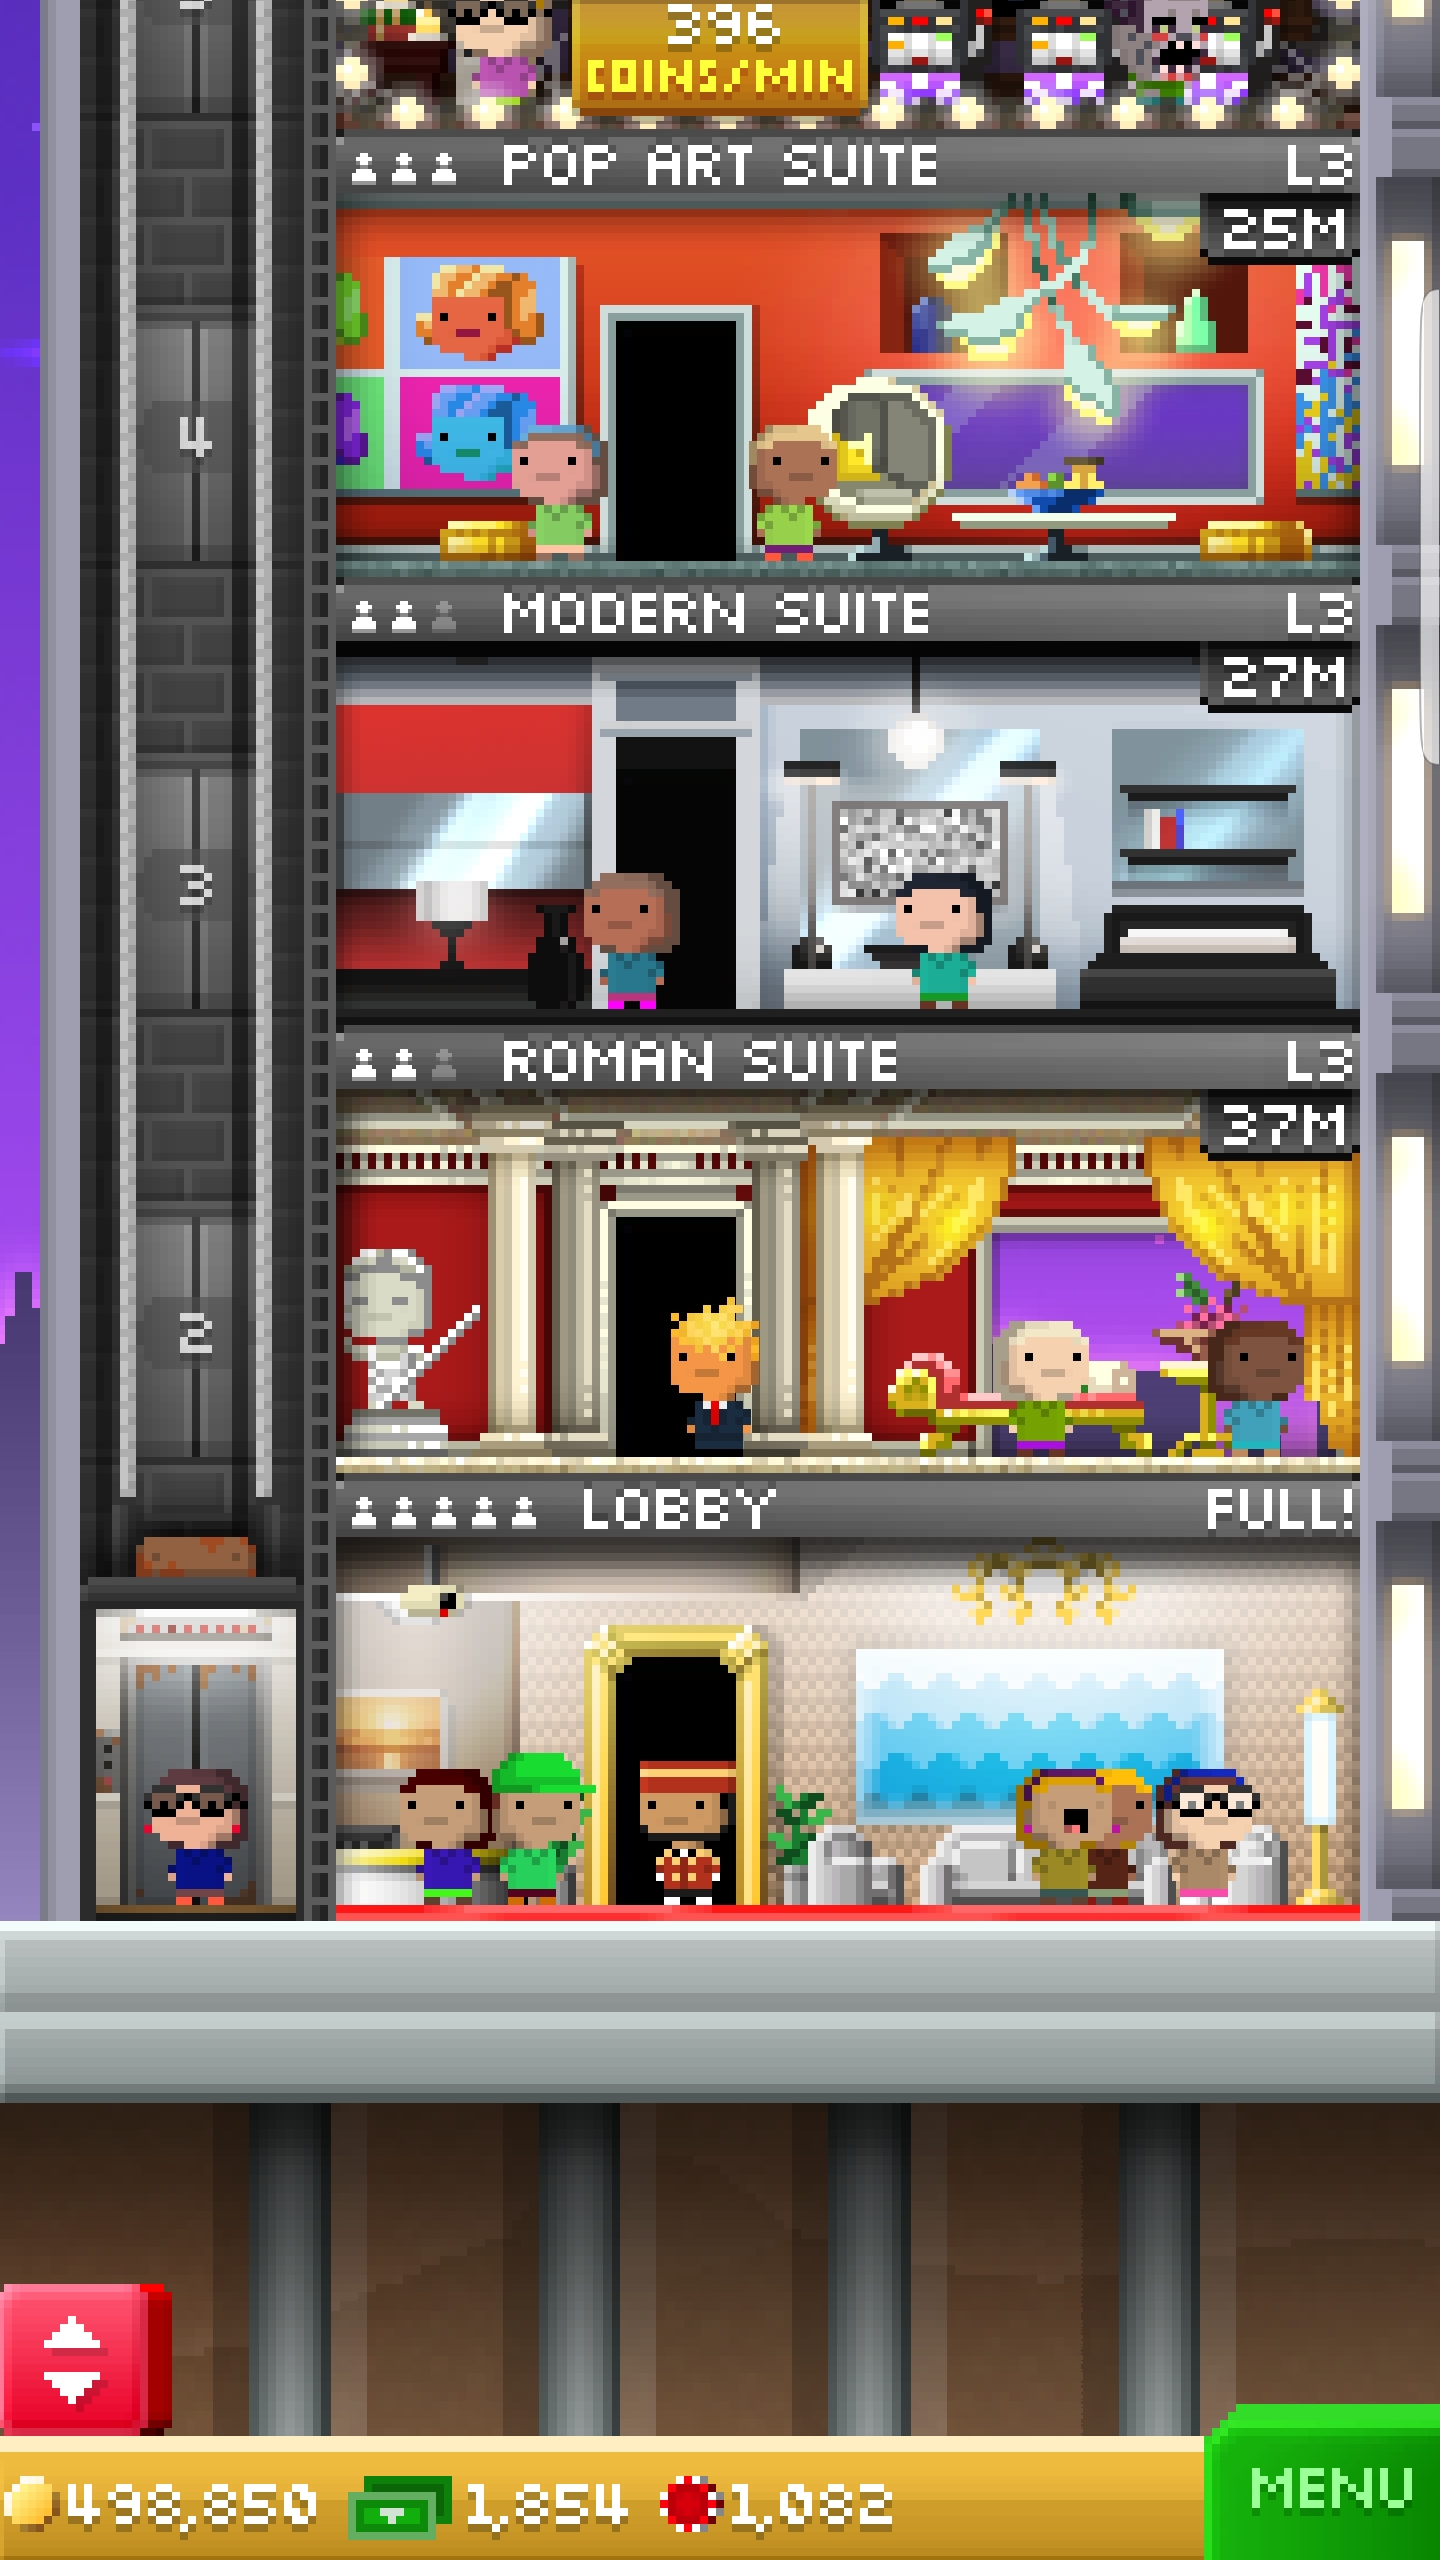 396
COINS/MIN
POP ART SUITE L3
25M
4
MODERN SUITE L3
27M
3
ROMAN SUITE L3
37M
2
LOBBY FULL!
MENU
498,850 1,854 1,082